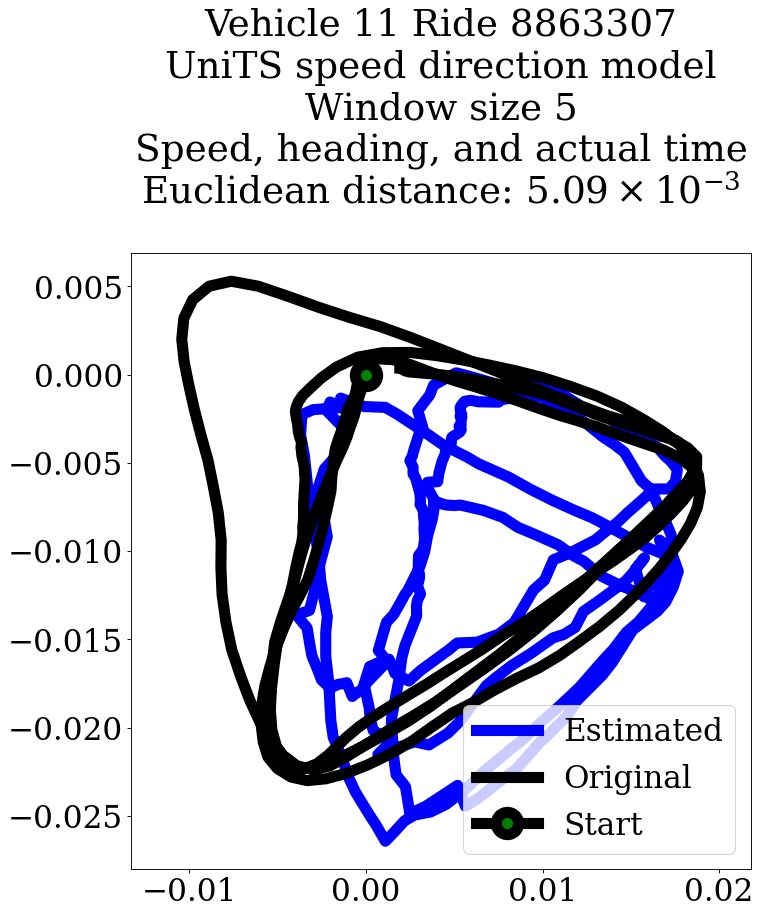 Vehicle 11 Ride 8863307
UniTS speed direction model
Window size 5
Speed, heading, and actual time
Euclidean distance: 5.09 × 10⁻³
0.005
0.000
−0.005
−0.010
−0.015
−0.020
−0.025
Estimated
Original
Start
−0.01 0.00 0.01 0.02